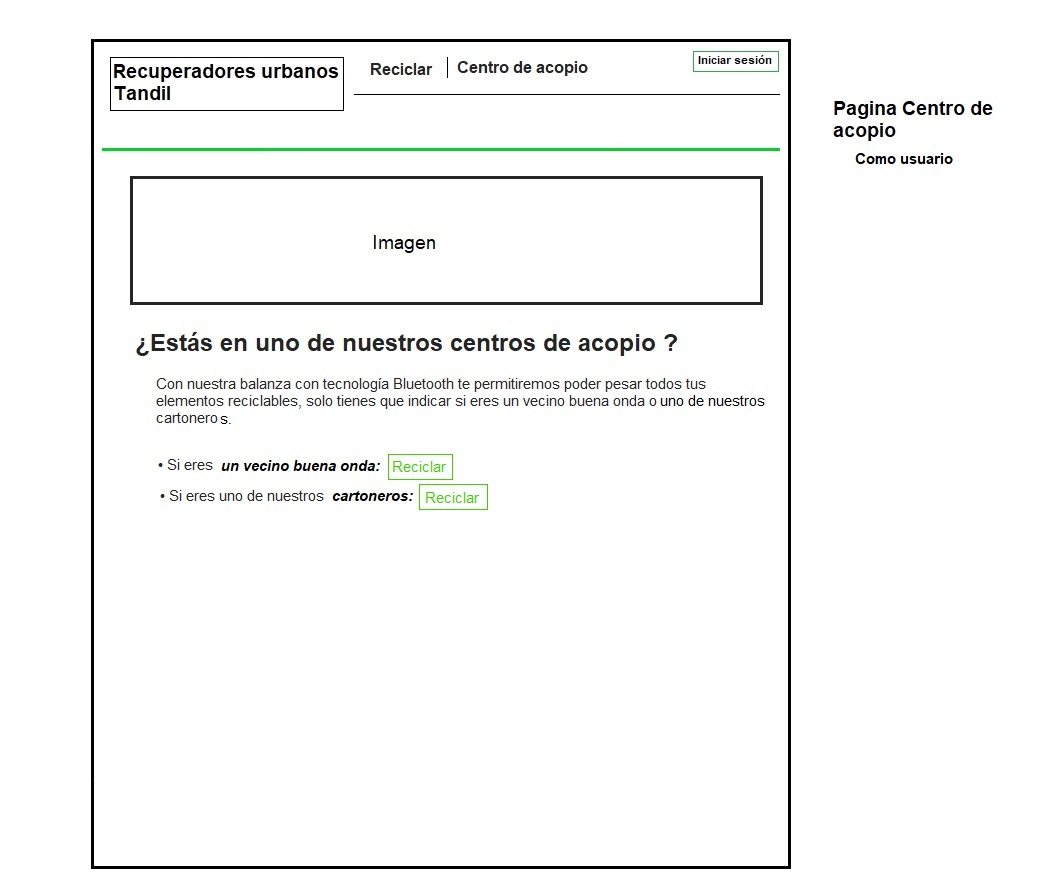 Recuperadores urbanos
Tandil
Reciclar
Centro de acopio
Iniciar sesión
Pagina Centro de
acopio
Como usuario
Imagen
¿Estás en uno de nuestros centros de acopio ?
Con nuestra balanza con tecnología Bluetooth te permitiremos poder pesar todos tus
elementos reciclables, solo tienes que indicar si eres un vecino buena onda o uno de nuestros
cartoneros.
• Si eres un vecino buena onda: Reciclar
• Si eres uno de nuestros cartoneros: Reciclar